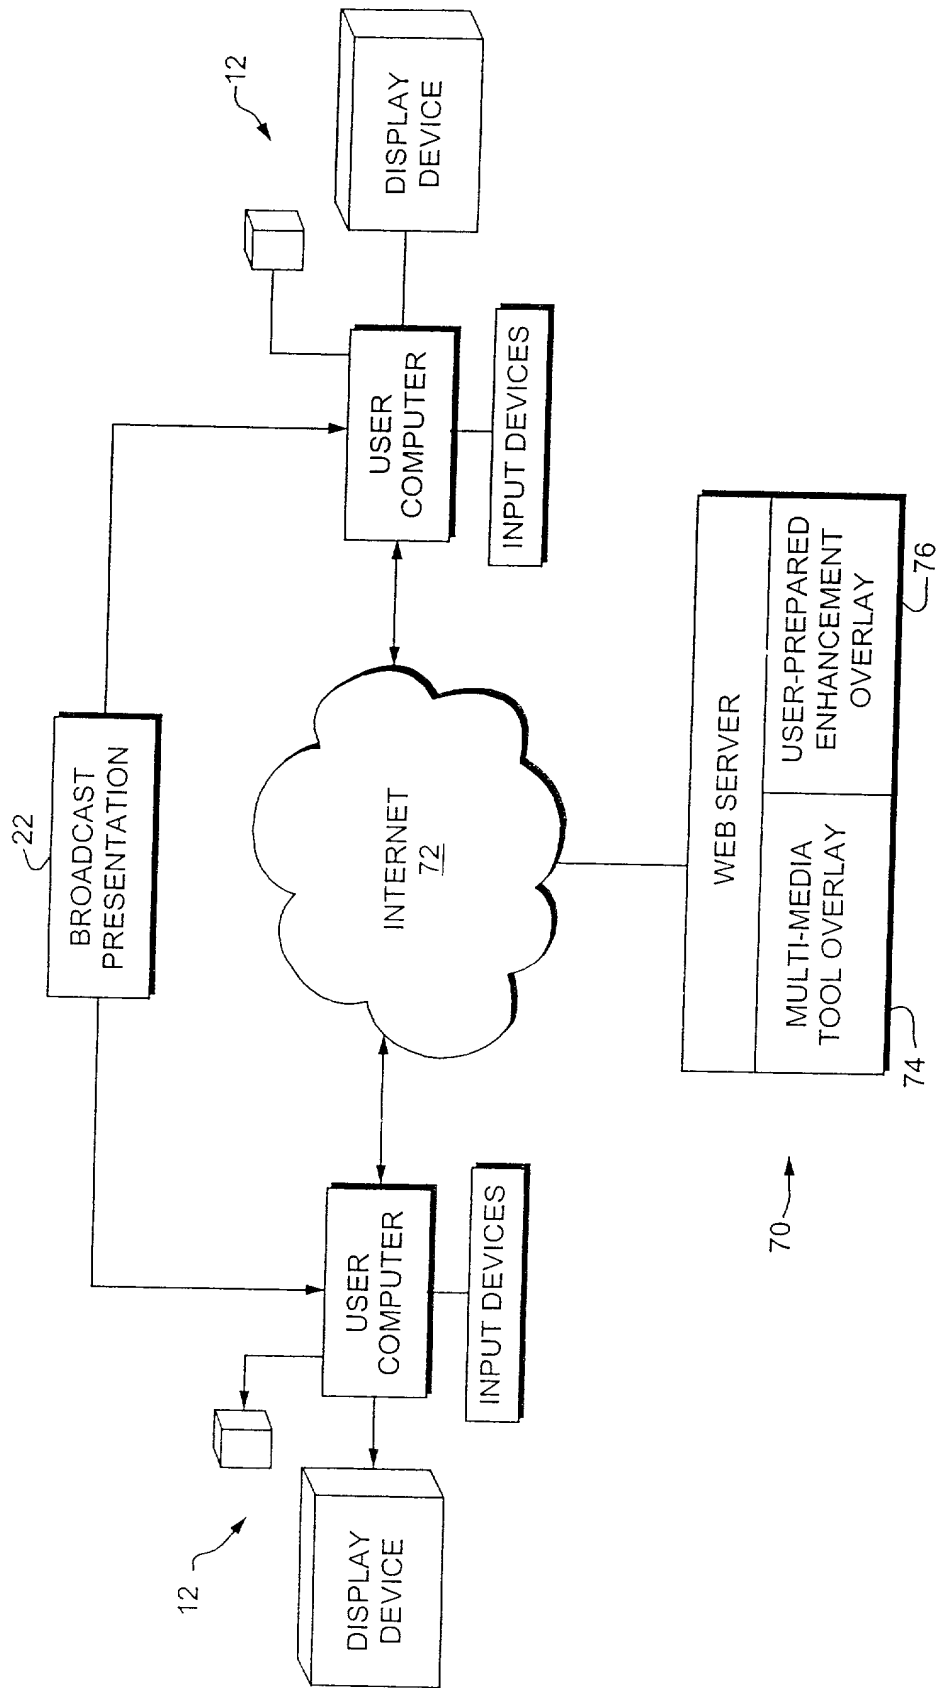 22
BROADCAST
PRESENTATION
12
DISPLAY
DEVICE
USER
COMPUTER
INPUT DEVICES
INTERNET
72
USER
COMPUTER
INPUT DEVICES
DISPLAY
DEVICE
12
70
WEB SERVER
MULTI-MEDIA
TOOL OVERLAY
74
USER-PREPARED
ENHANCEMENT
OVERLAY
76